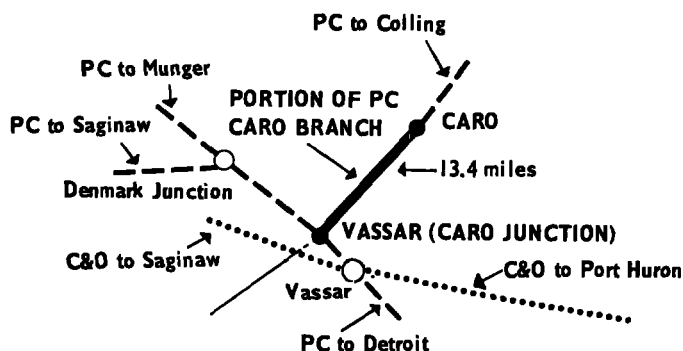 PC to Colling
PC to Munger
PORTION OF PC
CARO BRANCH
PC to Saginaw
CARO
13.4 miles
Denmark Junction
VASSAR (CARO JUNCTION)
C&O to Saginaw
C&O to Port Huron
Vassar
PC to Detroit